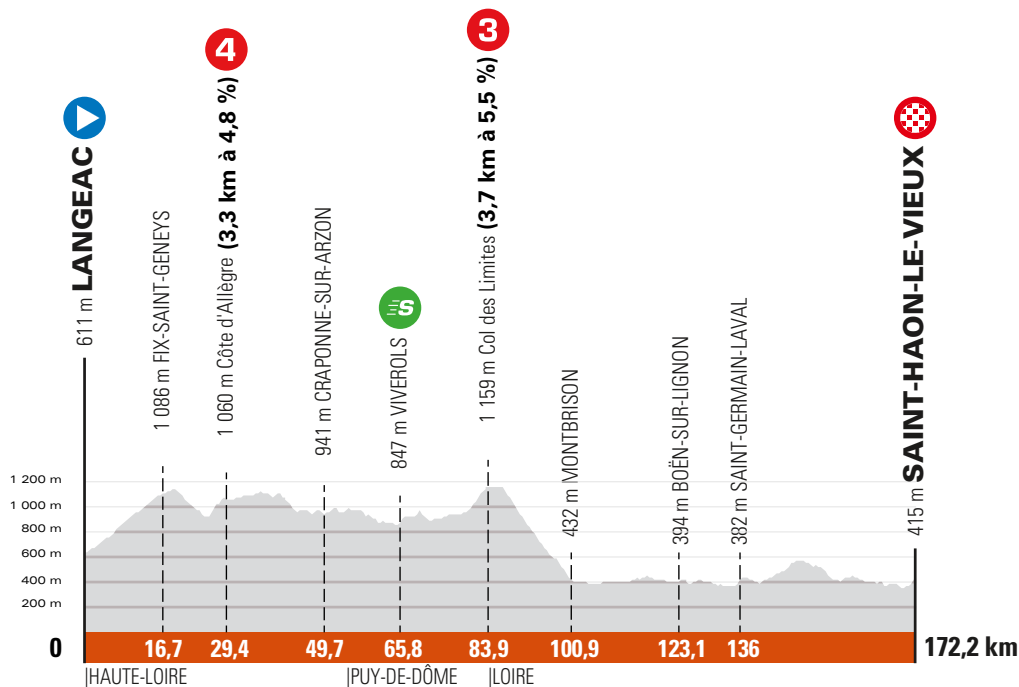 4
3
611 m LANGEAC
1 086 m FIX-SAINT-GENEYS
1 060 m Côte d'Allègre (3,3 km à 4,8 %)
941 m CRAPONNE-SUR-ARZON
S
847 m VIVEROLS
1 159 m Col des Limites (3,7 km à 5,5 %)
432 m MONTBRISON
394 m BOËN-SUR-LIGNON
382 m SAINT-GERMAIN-LAVAL
415 m SAINT-HAON-LE-VIEUX
1 200 m
1 000 m
800 m
600 m
400 m
200 m
0 16,7 29,4 49,7 65,8 83,9 100,9 123,1 136 172,2 km
|HAUTE-LOIRE |PUY-DE-DÔME |LOIRE